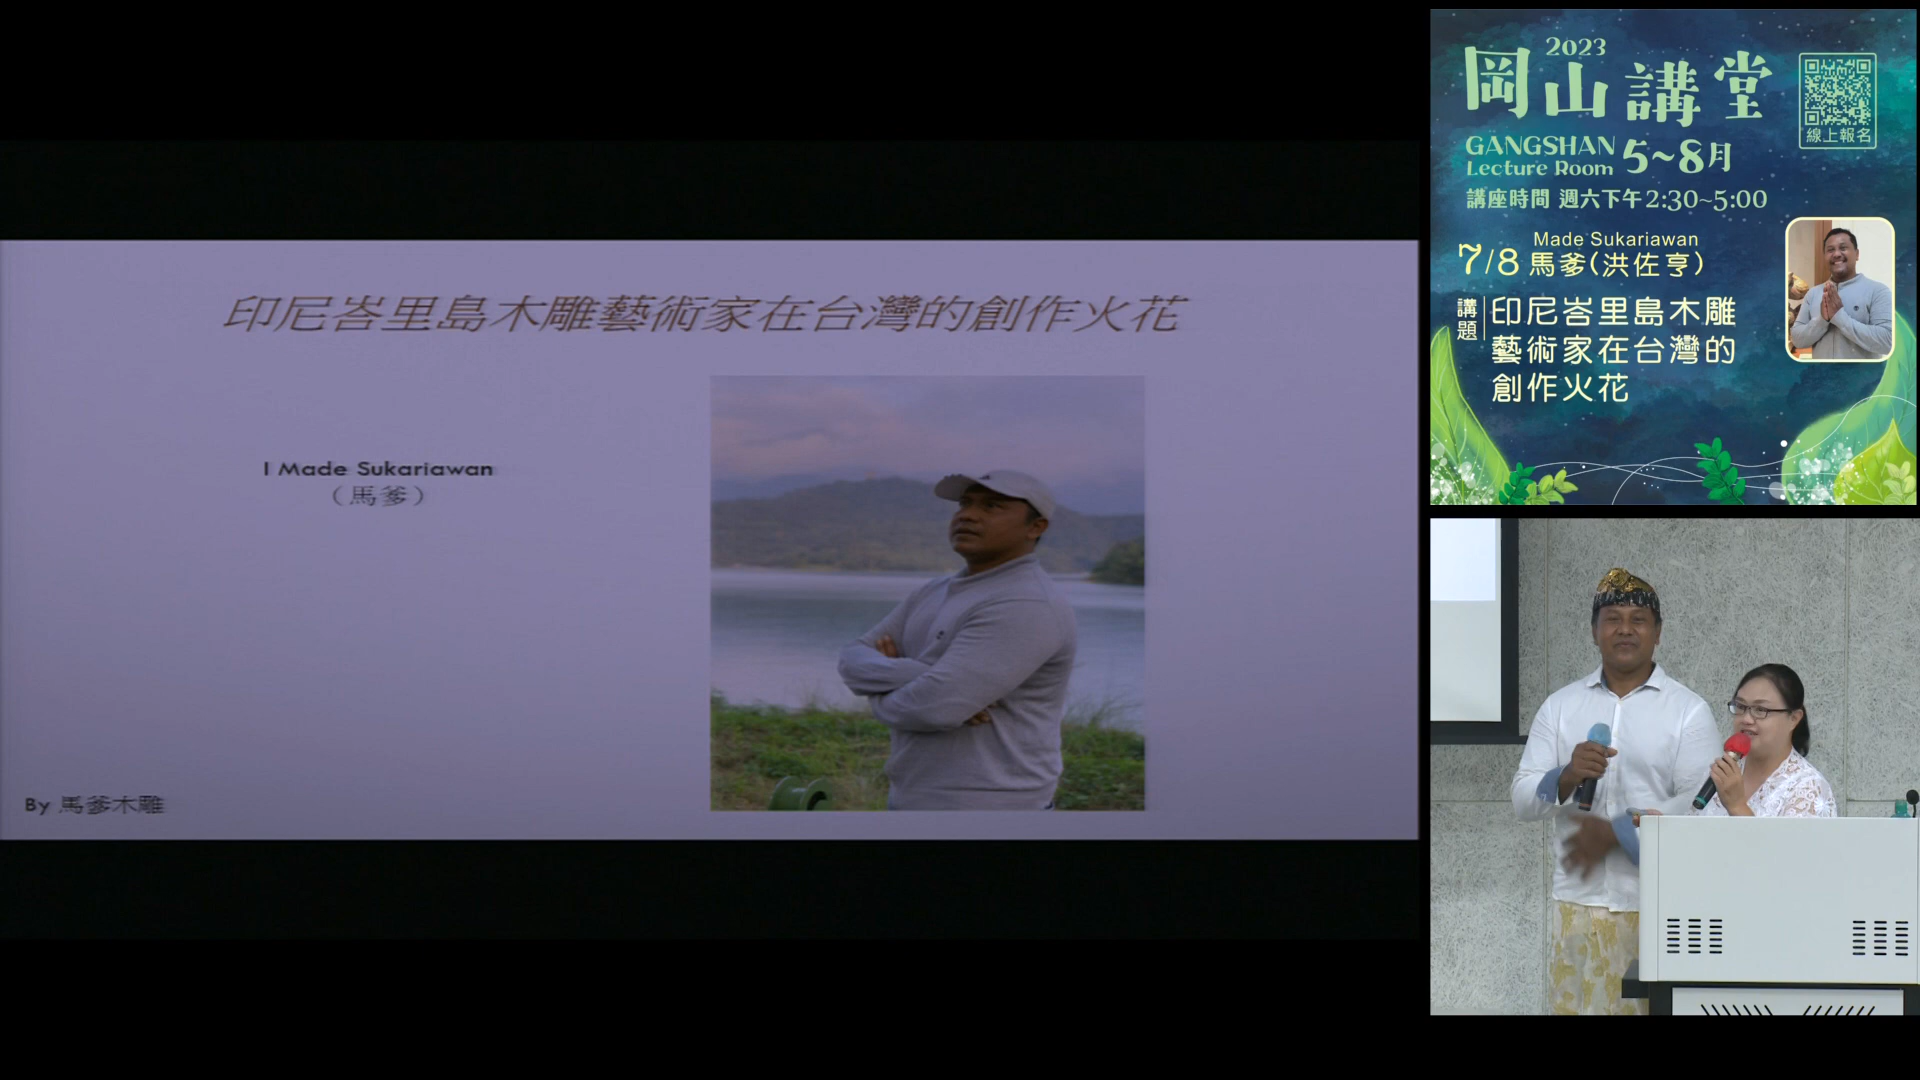 印尼峇里島木雕藝術家在台灣的創作火花
I Made Sukariawan
（馬爹）
By 馬爹木雕
2023
岡山講堂
線上報名
GANGSHAN
Lecture Room
5~8月
講座時間 週六下午2:30~5:00
Made Sukariawan
7/8 馬爹(洪佐亨)
講題
印尼峇里島木雕
藝術家在台灣的
創作火花